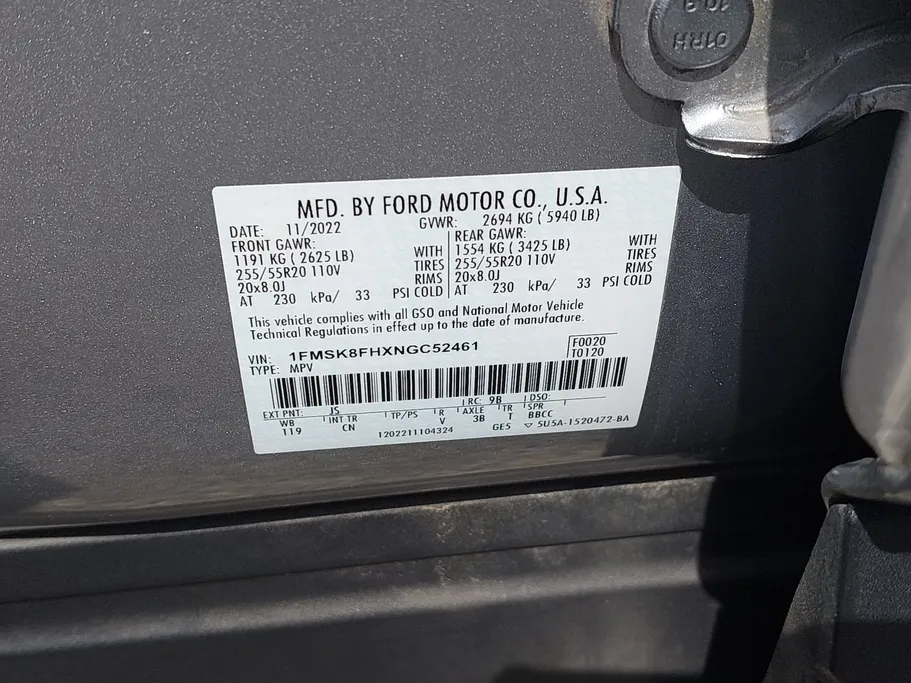 10.9
01RH
MFD. BY FORD MOTOR CO., U.S.A.
DATE: 11/2022 GVWR: 2694 KG ( 5940 LB)
FRONT GAWR: REAR GAWR:
1191 KG ( 2625 LB) WITH 1554 KG ( 3425 LB) WITH
255/55R20 110V TIRES 255/55R20 110V TIRES
20x8.0J RIMS 20x8.0J RIMS
AT 230 kPa/ 33 PSI COLD AT 230 kPa/ 33 PSI COLD
This vehicle complies with all GSO and National Motor Vehicle
Technical Regulations in effect up to the date of manufacture.
VIN: 1FMSK8FHXNGC52461 F0020
TYPE: MPV T0120
EXT PNT: JS RC: 9B DSO:
WB INT TR TP/PS R AXLE TR SPR
119 CN V 3B T BBCC
1202211104324 GE5 ▽ 5U5A-1520472-BA